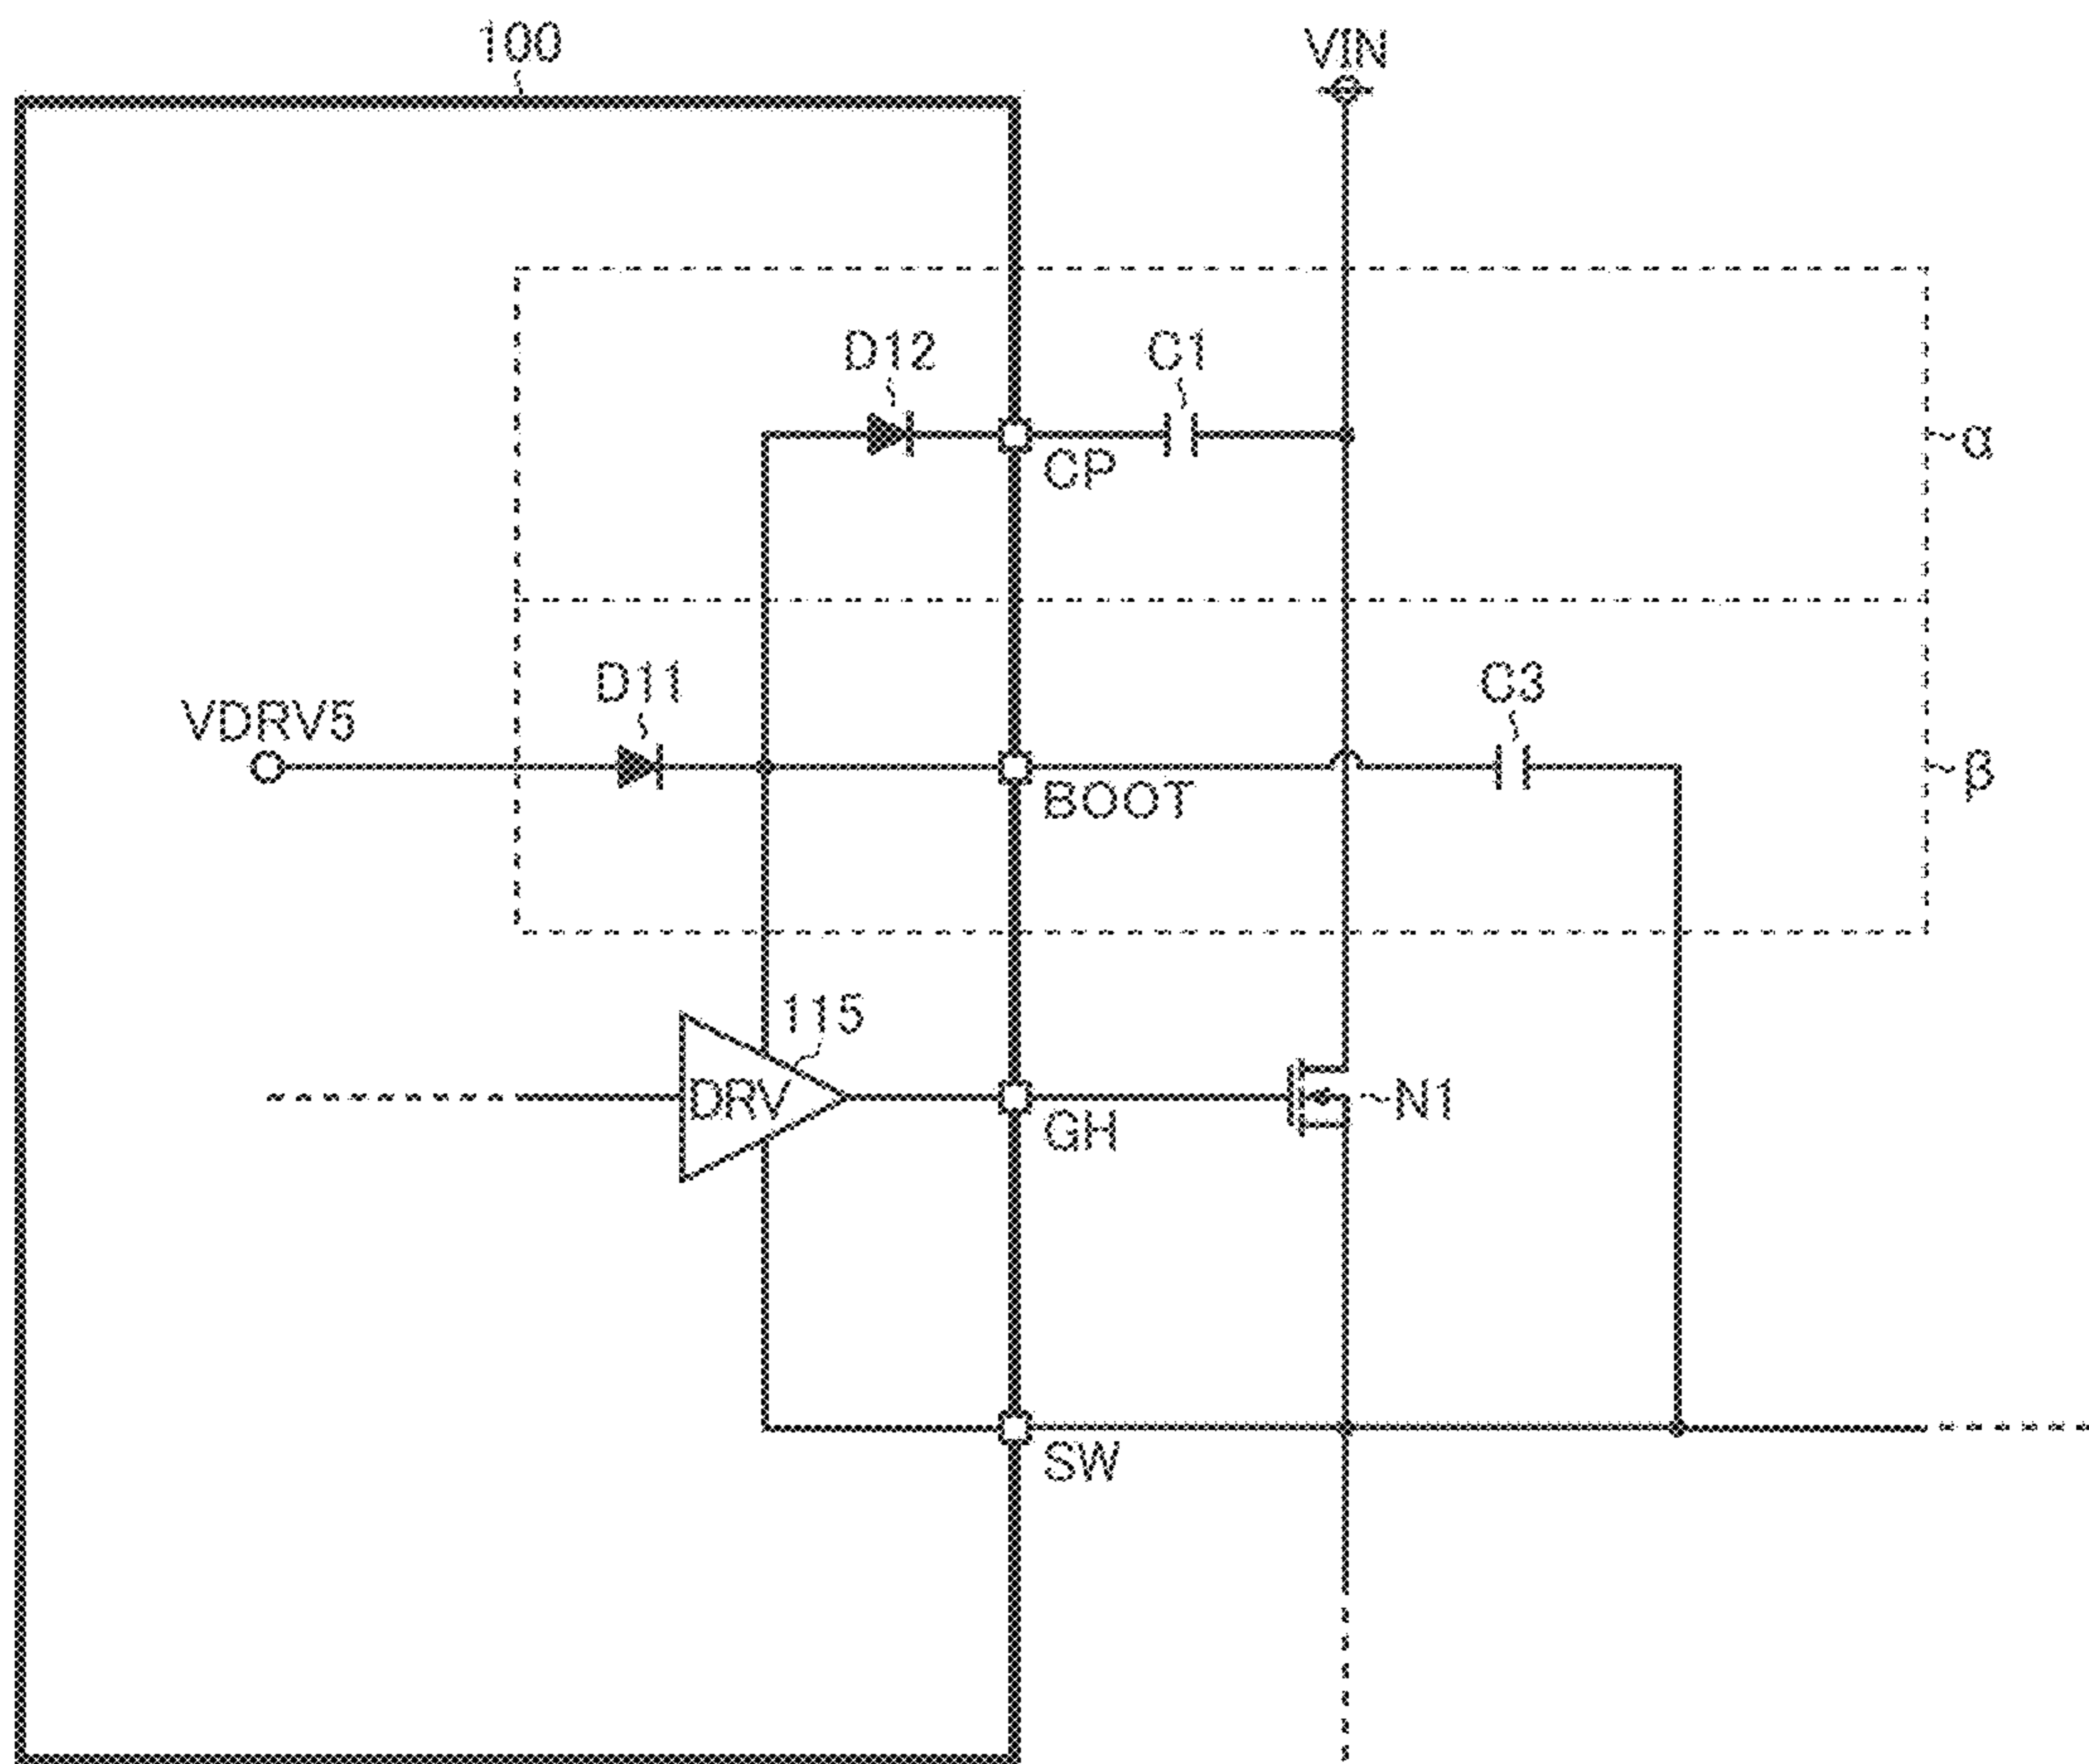 100
VIN
D12
C1
CP
α
D11
C3
VDRV5
BOOT
β
115
DRV
GH
N1
SW